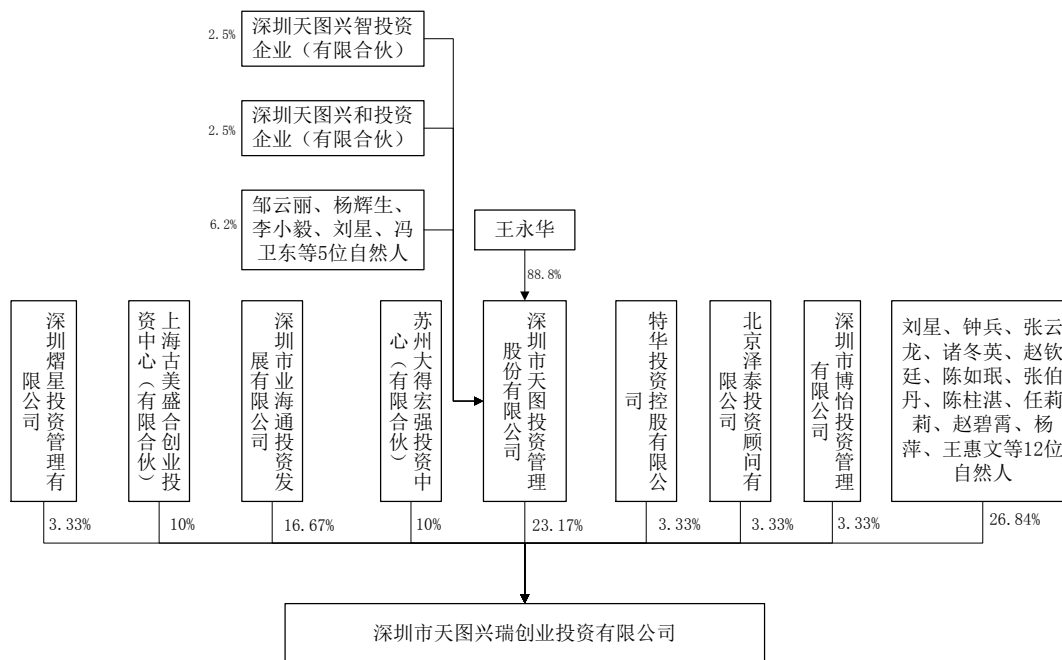 深圳天图兴智投资
企业（有限合伙）
2.5%
深圳天图兴和投资
企业（有限合伙）
2.5%
邹云丽、杨辉生、
李小毅、刘星、冯
卫东等5位自然人
6.2%
王永华
88.8%
深圳熠星投资管理有
限公司
上海古美盛合创业投
资中心（有限合伙）
深圳市业海通投资发
展有限公司
苏州大得宏强投资中
心（有限合伙）
深圳市天图投资管理
股份有限公司
特华投资控股有限公
司
北京泽泰投资顾问有
限公司
深圳市博怡投资管理
有限公司
刘星、钟兵、张云
龙、诸冬英、赵钦
廷、陈如珉、张伯
丹、陈柱湛、任莉
莉、赵碧霄、杨
萍、王惠文等12位
自然人
3.33%
10%
16.67%
10%
23.17%
3.33%
3.33%
3.33%
26.84%
深圳市天图兴瑞创业投资有限公司